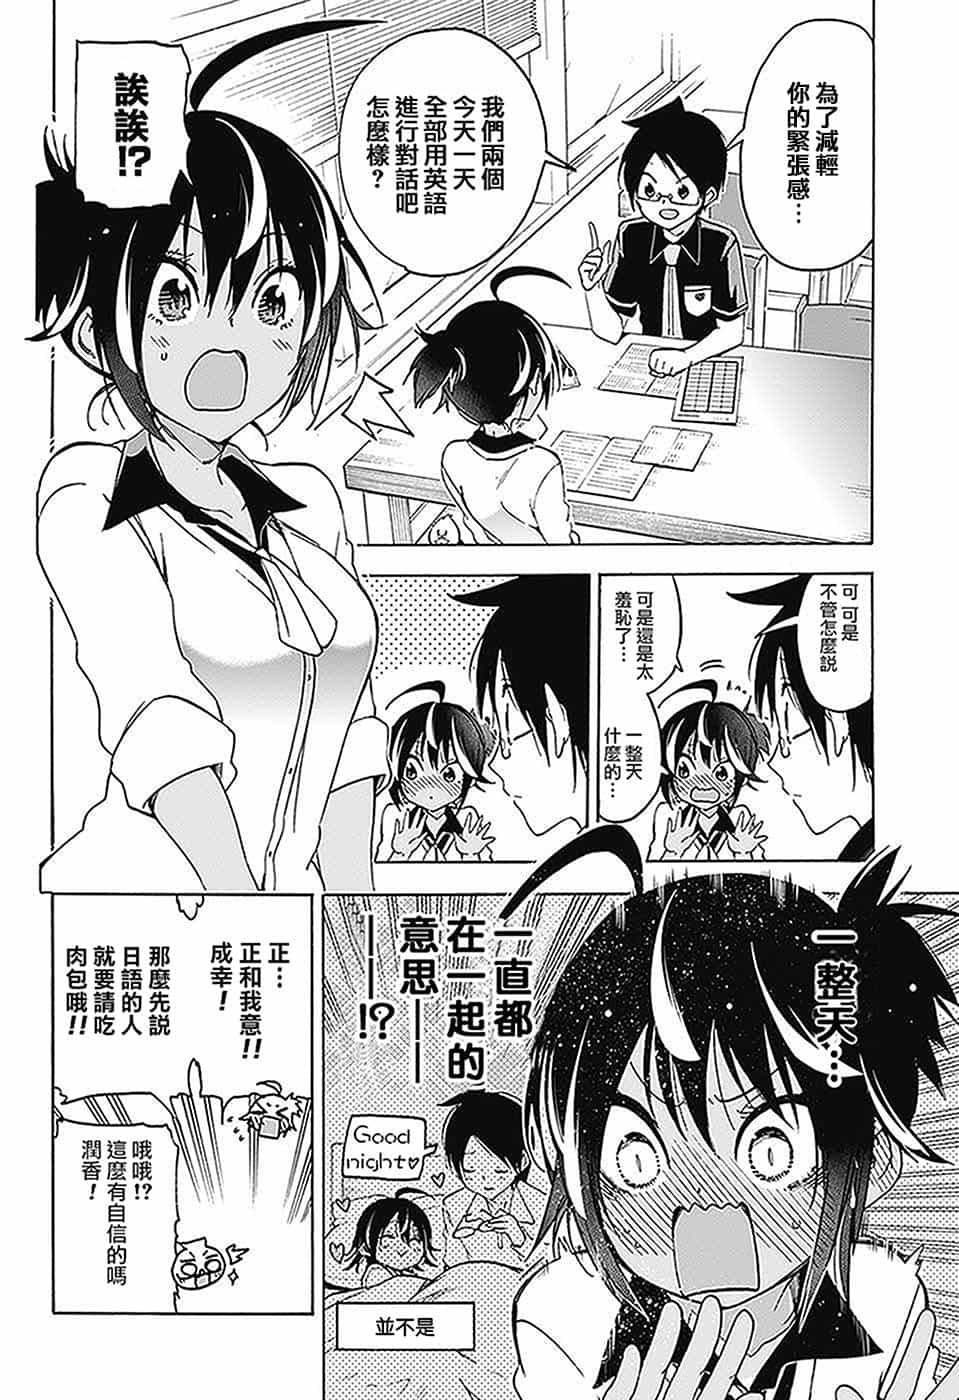 為了減輕
你的緊張感…
我們兩個
今天一天
全部用英語
進行對話吧
怎麼樣?
誒誒!?
可 可是
不管怎麼說
可是還是太
羞恥了…
一整天
什麼的…
一整天…
一直都
在一起的
意思——
——!?
Good
night♥
並不是
正…
正和我意!!
成幸!
那麼先說
日語的人
就要請吃
肉包哦!!
哦哦!?
這麼有自信的嗎
潤香!